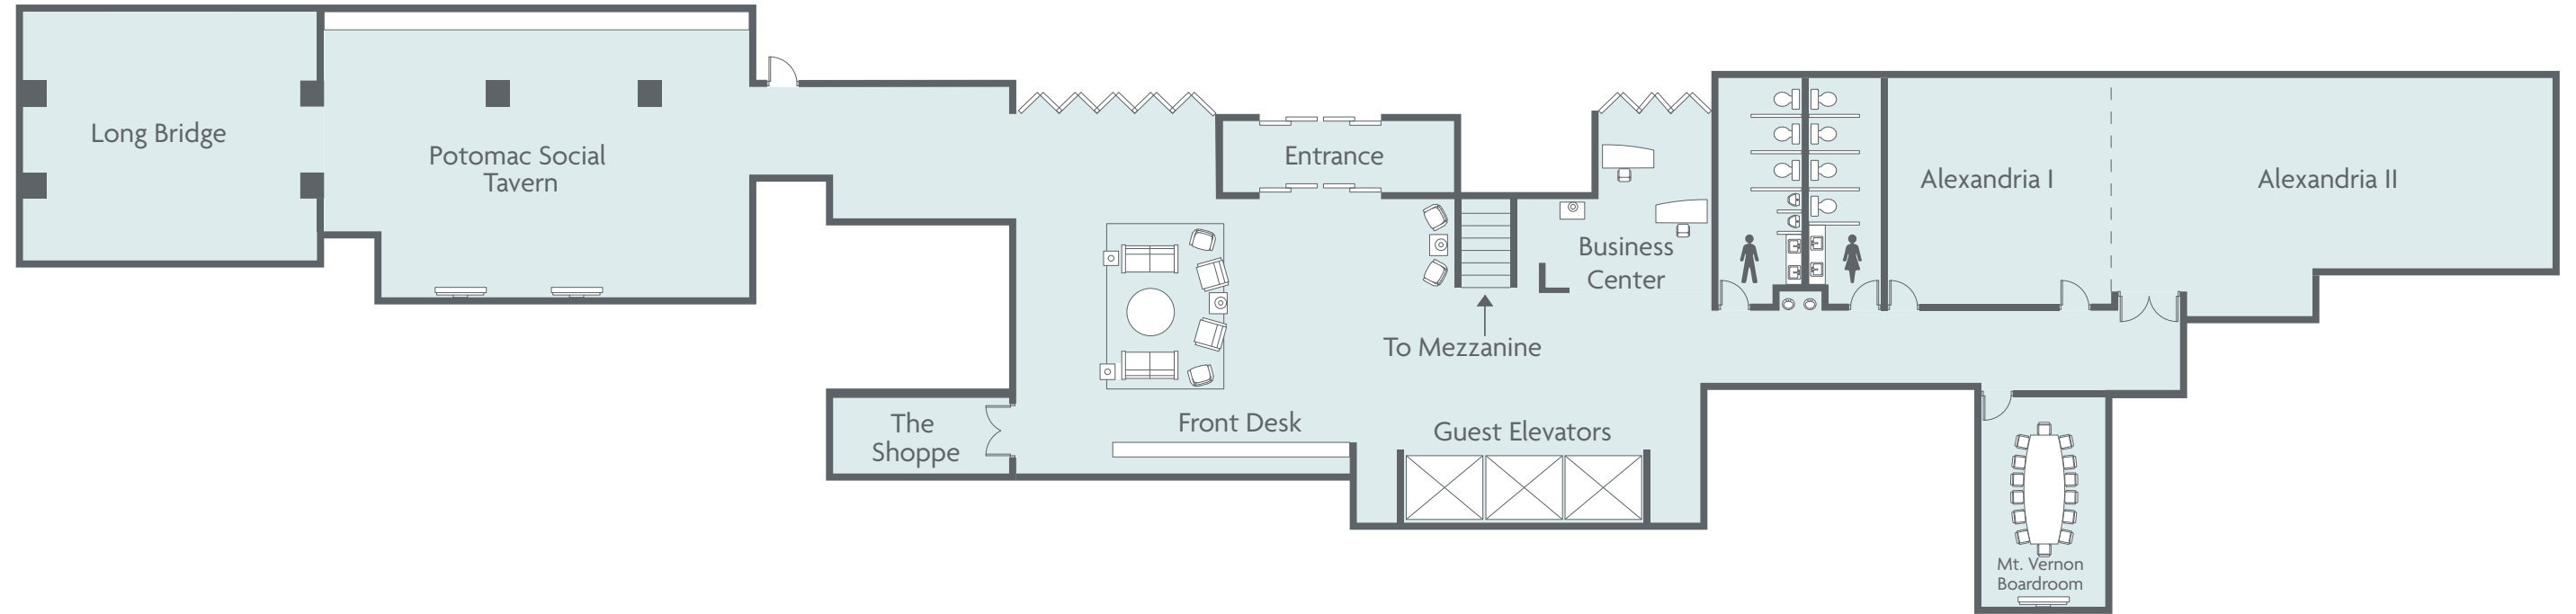 Long Bridge
Potomac Social
Tavern
Entrance
Alexandria I
Alexandria II
Business
Center
To Mezzanine
The
Shoppe
Front Desk
Guest Elevators
Mt. Vernon
Boardroom